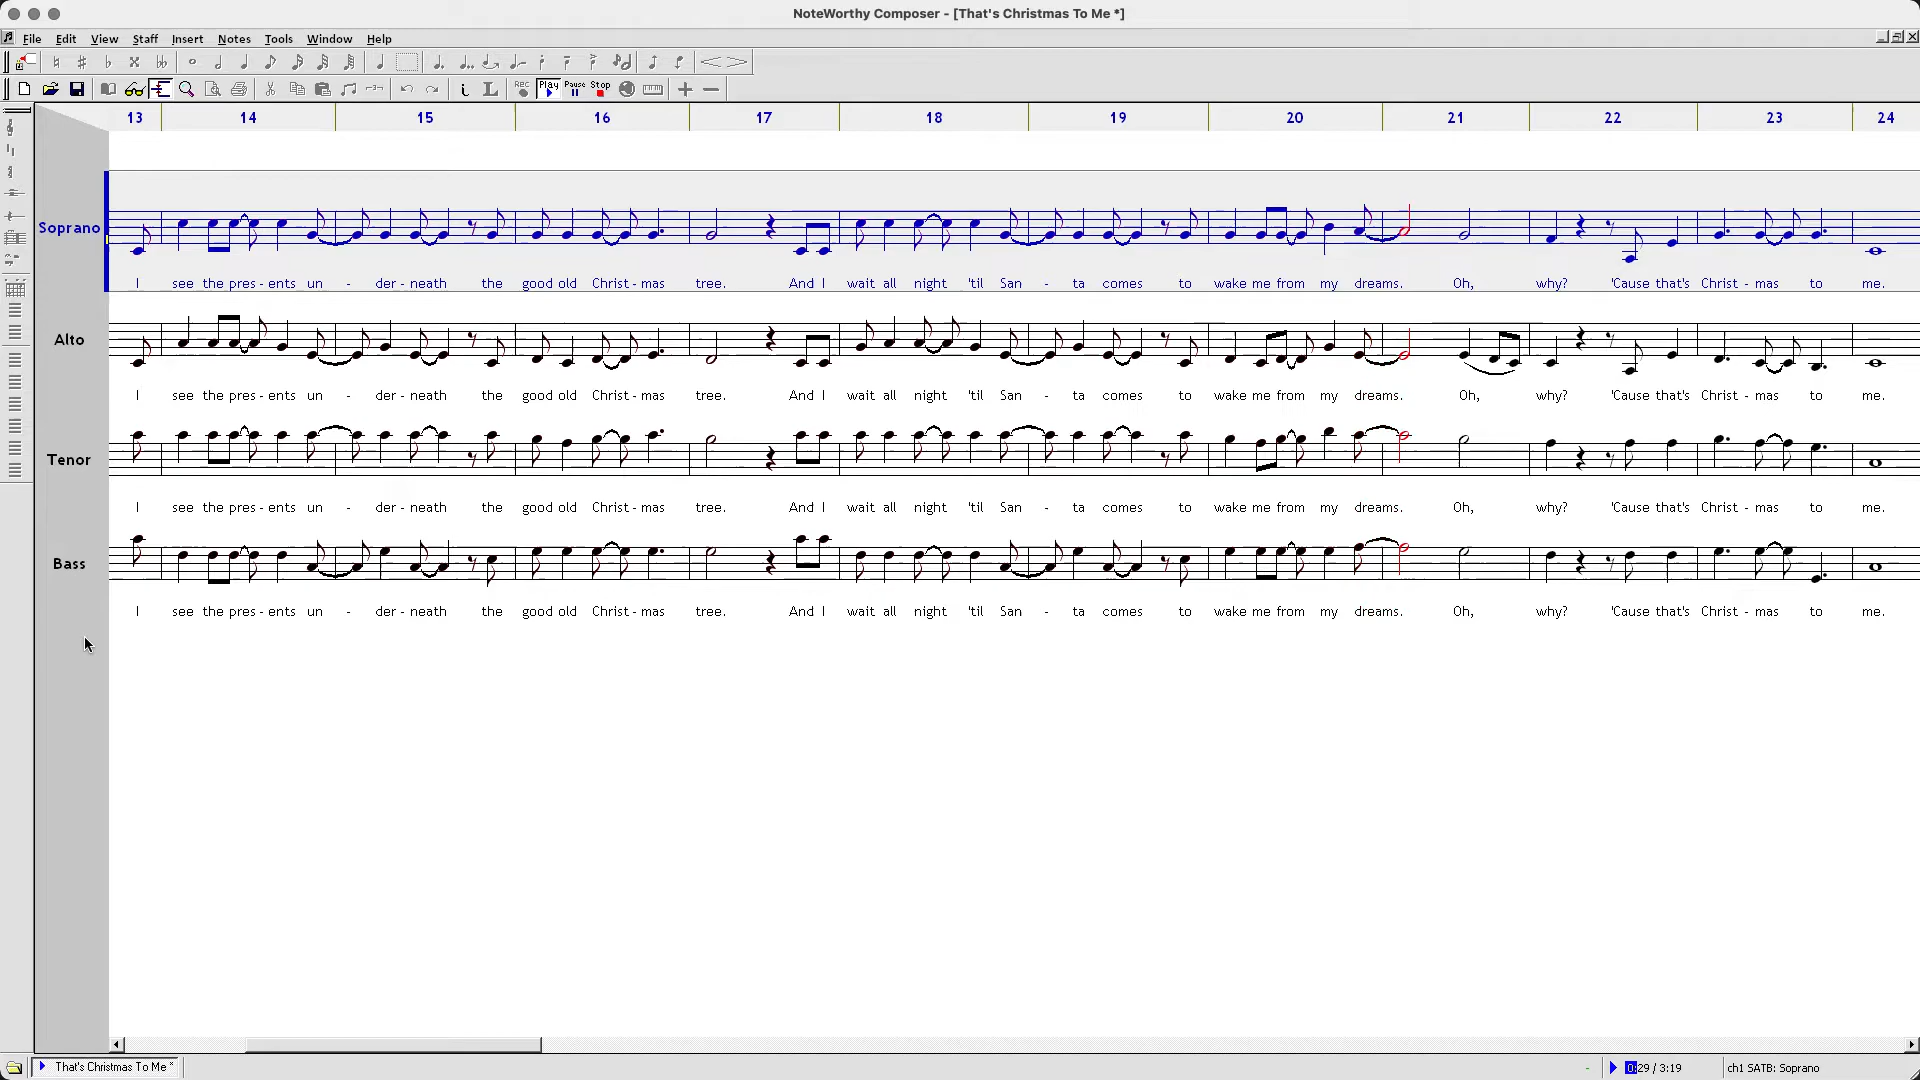 NoteWorthy Composer - [That's Christmas To Me *]
File Edit View Staff Insert Notes Tools Window Help
Rec Play Pause Stop
13 14 15 16 17 18 19 20 21 22 23 24
Soprano
I see the pres - ents un - der - neath the good old Christ - mas tree. And I wait all night 'til San - ta comes to wake me from my dreams. Oh, why? 'Cause that's Christ - mas to me.
Alto
I see the pres - ents un - der - neath the good old Christ - mas tree. And I wait all night 'til San - ta comes to wake me from my dreams. Oh, why? 'Cause that's Christ - mas to me.
Tenor
I see the pres - ents un - der - neath the good old Christ - mas tree. And I wait all night 'til San - ta comes to wake me from my dreams. Oh, why? 'Cause that's Christ - mas to me.
Bass
I see the pres - ents un - der - neath the good old Christ - mas tree. And I wait all night 'til San - ta comes to wake me from my dreams. Oh, why? 'Cause that's Christ - mas to me.
That's Christmas To Me * - 0:29 / 3:19 ch1 SATB: Soprano